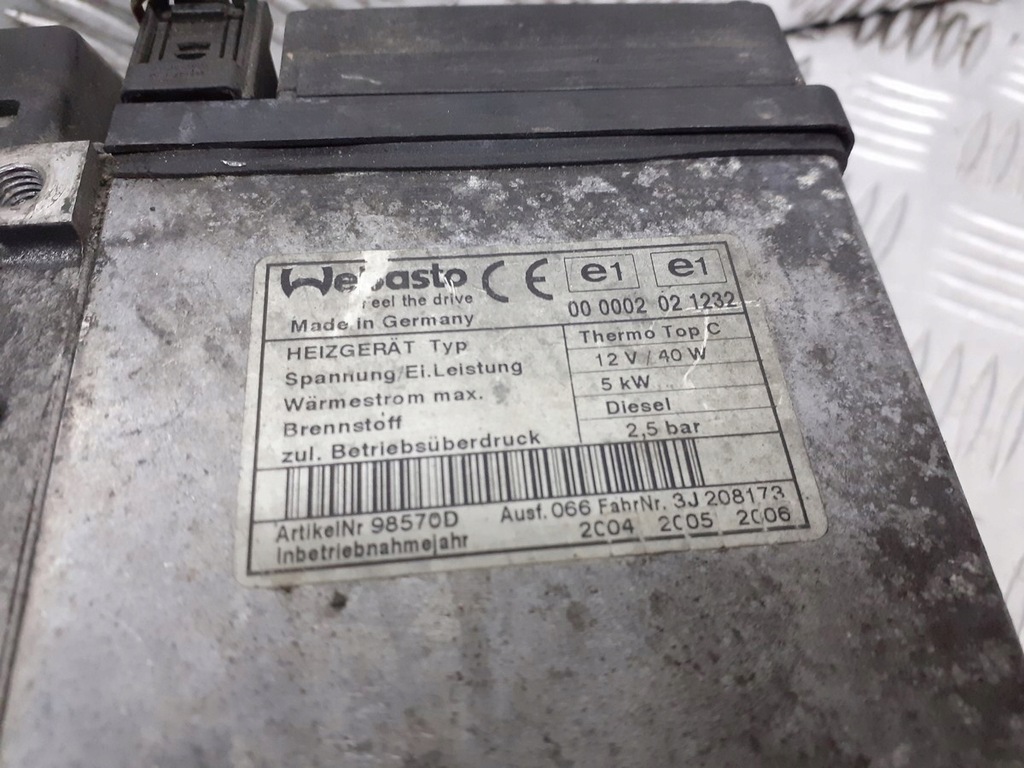 Webasto CE e1 e1
Feel the drive
00 0002 02 1232
Made in Germany
HEIZGERÄT Typ Thermo Top C
Spannung/El.Leistung 12 V / 40 W
Wärmestrom max. 5 kW
Brennstoff Diesel
zul. Betriebsüberdruck 2,5 bar
ArtikelNr 98570D Ausf. 066 FahrNr. 3J 208173
Inbetriebnahmejahr 2004 2005 2006